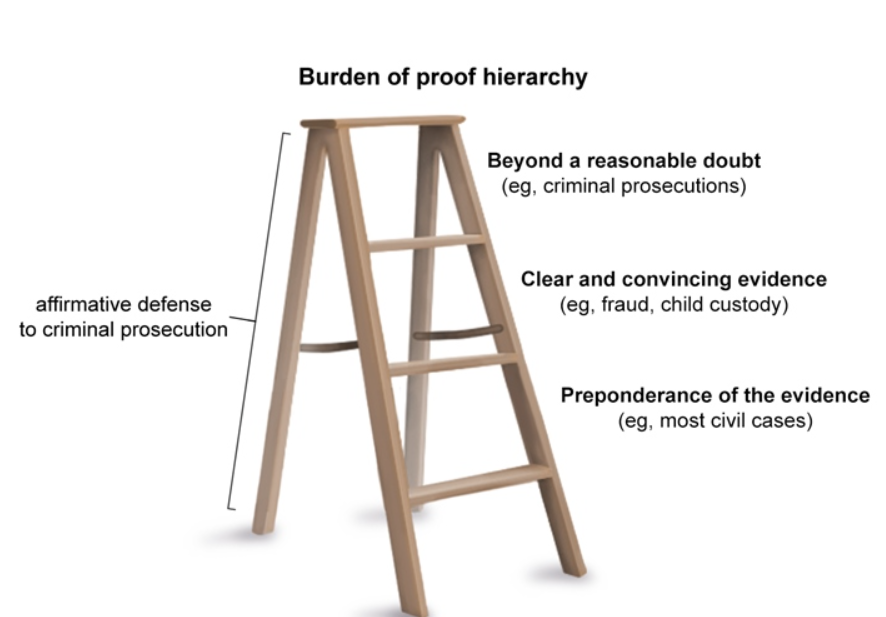 Burden of proof hierarchy
Beyond a reasonable doubt
(eg, criminal prosecutions)
Clear and convincing evidence
(eg, fraud, child custody)
affirmative defense
to criminal prosecution
Preponderance of the evidence
(eg, most civil cases)